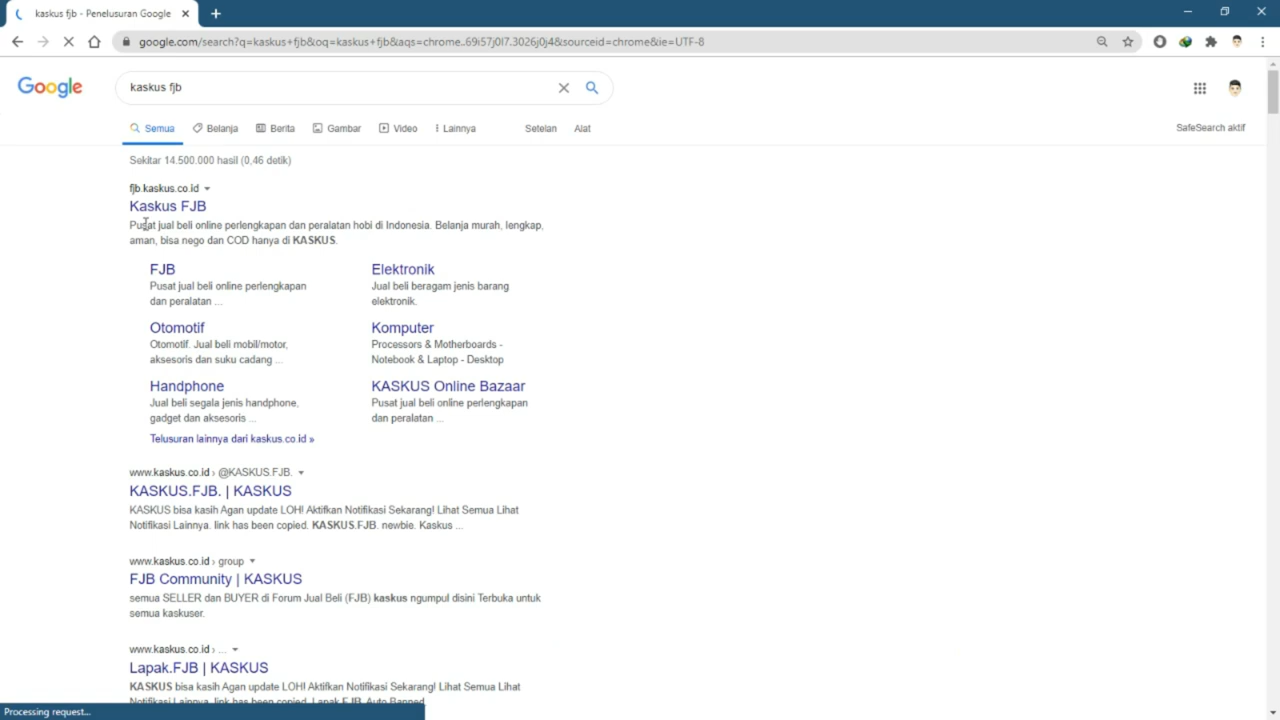 kaskus fjb - Penelusuran Google
google.com/search?q=kaskus+fjb&oq=kaskus+fjb&aqs=chrome..69i57j0l7.3026j0j4&sourceid=chrome&ie=UTF-8
Google
kaskus fjb
Semua Belanja Berita Gambar Video Lainnya Setelan Alat
SafeSearch aktif
Sekitar 14.500.000 hasil (0,46 detik)
fjb.kaskus.co.id
Kaskus FJB
Pusat jual beli online perlengkapan dan peralatan hobi di Indonesia. Belanja murah, lengkap,
aman, bisa nego dan COD hanya di KASKUS.
FJB
Pusat jual beli online perlengkapan
dan peralatan ...
Elektronik
Jual beli beragam jenis barang
elektronik.
Otomotif
Otomotif. Jual beli mobil/motor,
aksesoris dan suku cadang ...
Komputer
Processors & Motherboards -
Notebook & Laptop - Desktop
Handphone
Jual beli segala jenis handphone,
gadget dan aksesoris ...
KASKUS Online Bazaar
Pusat jual beli online perlengkapan
dan peralatan ...
Telusuran lainnya dari kaskus.co.id »
www.kaskus.co.id › @KASKUS.FJB.
KASKUS.FJB. | KASKUS
KASKUS bisa kasih Agan update LOH! Aktifkan Notifikasi Sekarang! Lihat Semua Lihat
Notifikasi Lainnya. link has been copied. KASKUS.FJB. newbie. Kaskus ...
www.kaskus.co.id › group
FJB Community | KASKUS
semua SELLER dan BUYER di Forum Jual Beli (FJB) kaskus ngumpul disini Terbuka untuk
semua kaskuser.
www.kaskus.co.id › ...
Lapak.FJB | KASKUS
KASKUS bisa kasih Agan update LOH! Aktifkan Notifikasi Sekarang! Lihat Semua Lihat
Notifikasi Lainnya. link has been copied. Lapak.FJB. Auto Banned.
Processing request...